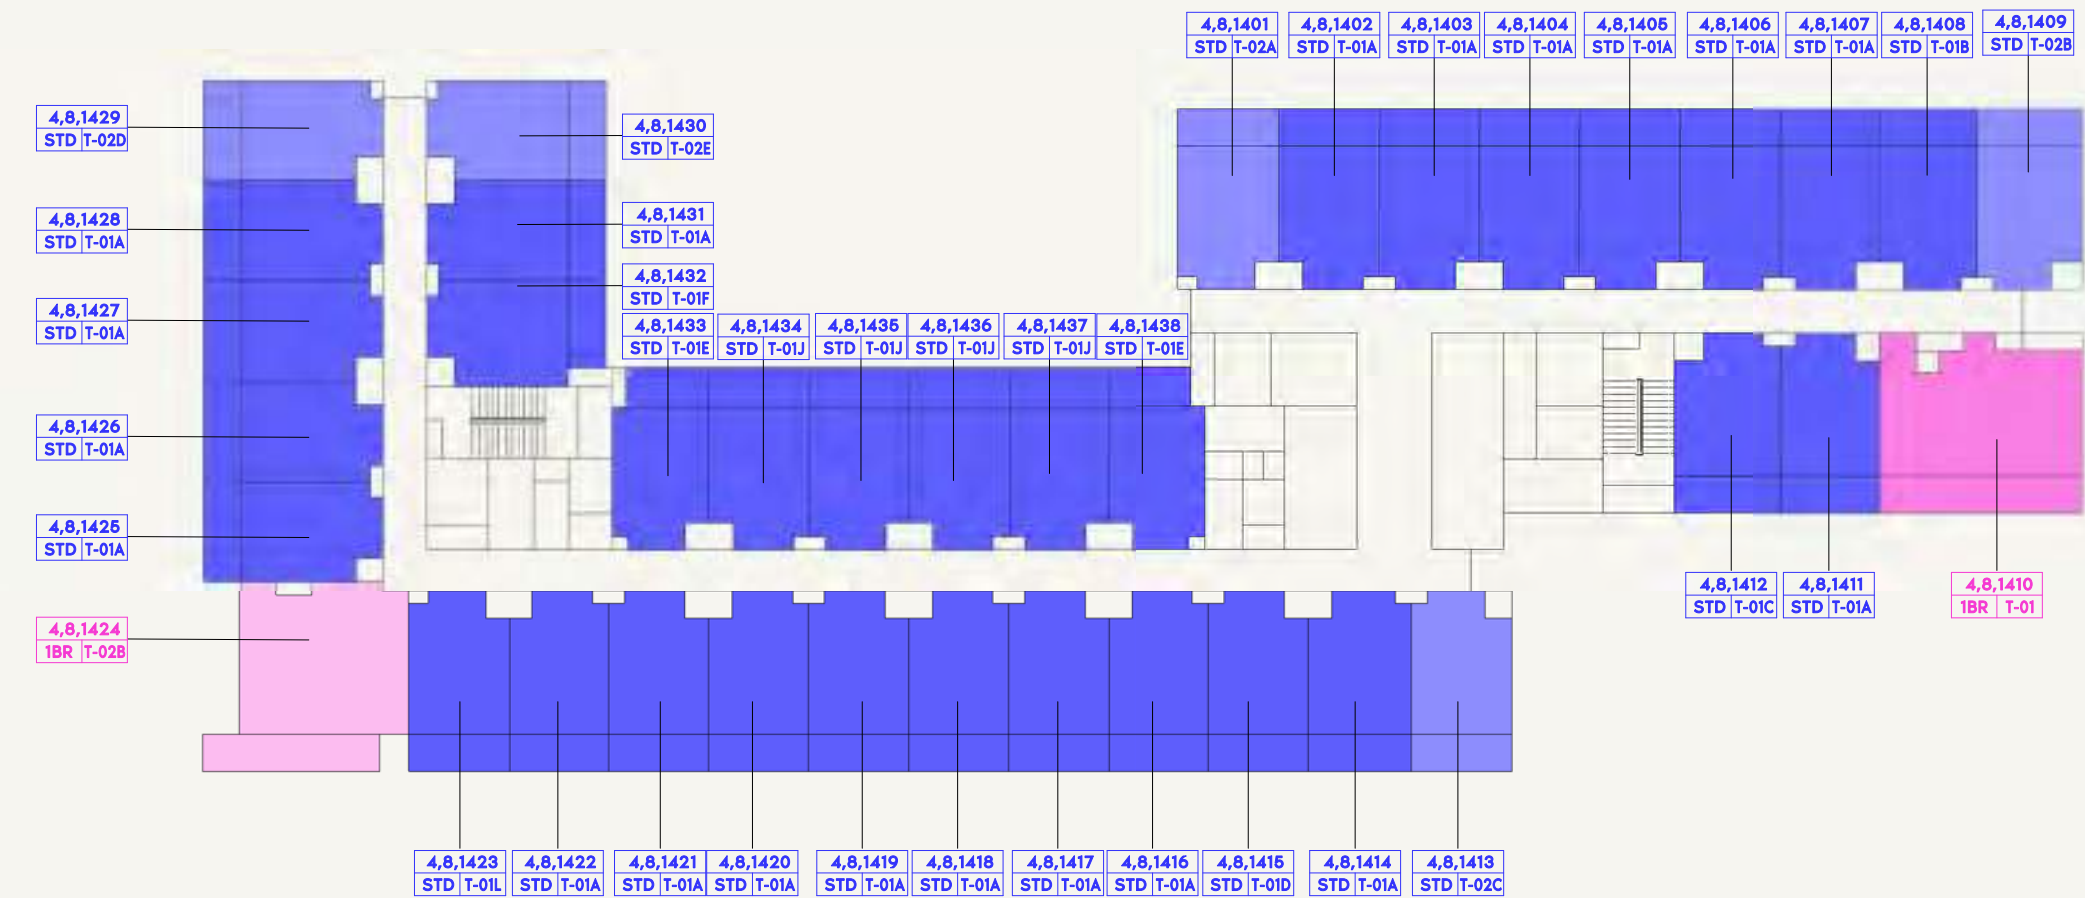 4,8,1401 4,8,1402 4,8,1403 4,8,1404 4,8,1405 4,8,1406 4,8,1407 4,8,1408 4,8,1409
STD T-02A STD T-01A STD T-01A STD T-01A STD T-01A STD T-01A STD T-01A STD T-01B STD T-02B
4,8,1429
STD T-02D
4,8,1430
STD T-02E
4,8,1428
STD T-01A
4,8,1431
STD T-01A
4,8,1432
STD T-01F
4,8,1427
STD T-01A
4,8,1433 4,8,1434 4,8,1435 4,8,1436 4,8,1437 4,8,1438
STD T-01E STD T-01J STD T-01J STD T-01J STD T-01J STD T-01E
4,8,1426
STD T-01A
4,8,1425
STD T-01A
4,8,1412 4,8,1411 4,8,1410
STD T-01C STD T-01A 1BR T-01
4,8,1424
1BR T-02B
4,8,1423 4,8,1422 4,8,1421 4,8,1420 4,8,1419 4,8,1418 4,8,1417 4,8,1416 4,8,1415 4,8,1414 4,8,1413
STD T-01L STD T-01A STD T-01A STD T-01A STD T-01A STD T-01A STD T-01A STD T-01A STD T-01D STD T-01A STD T-02C